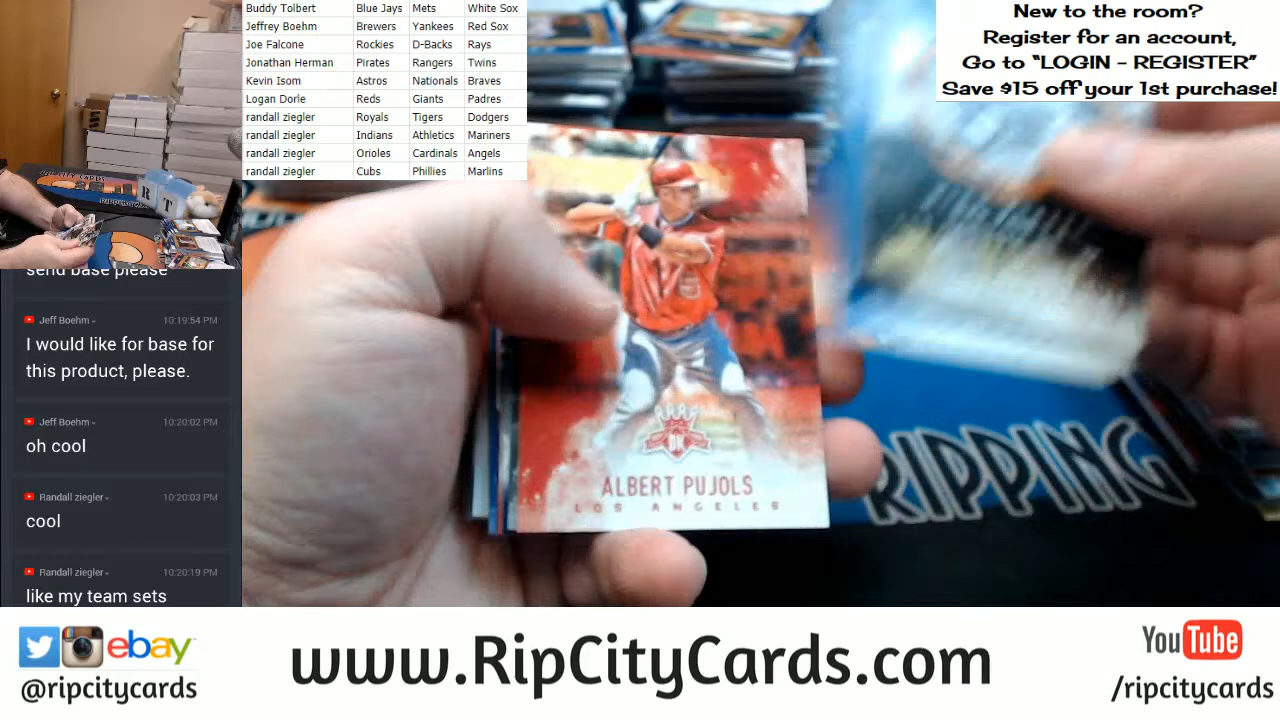 Buddy Tolbert Blue Jays Mets White Sox
Jeffrey Boehm Brewers Yankees Red Sox
Joe Falcone Rockies D-Backs Rays
Jonathan Herman Pirates Rangers Twins
Kevin Isom Astros Nationals Braves
Logan Dorle Reds Giants Padres
randall ziegler Royals Tigers Dodgers
randall ziegler Indians Athletics Mariners
randall ziegler Orioles Cardinals Angels
randall ziegler Cubs Phillies Marlins
New to the room?
Register for an account,
Go to "LOGIN - REGISTER"
Save $15 off your 1st purchase!
send base please
Jeff Boehm 10:19:54 PM
I would like for base for
this product, please.
Jeff Boehm 10:20:02 PM
oh cool
Randall ziegler 10:20:03 PM
cool
Randall ziegler 10:20:19 PM
like my team sets
R T
5
DK
ALBERT PUJOLS
LOS ANGELES
RIPPING
ebay
@ripcitycards
www.RipCityCards.com
YouTube
/ripcitycards